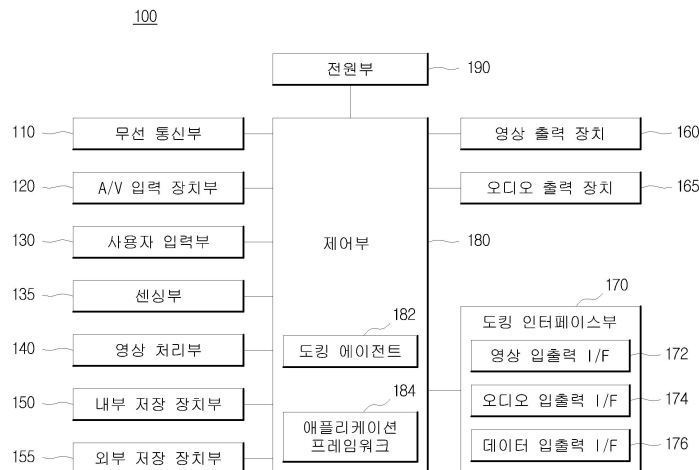 100
전원부
190
110
무선 통신부
영상 출력 장치
160
120
A/V 입력 장치부
오디오 출력 장치
165
130
사용자 입력부
제어부
180
135
센싱부
170
182
도킹 인터페이스부
140
영상 처리부
도킹 에이전트
영상 입출력 I/F
172
150
내부 저장 장치부
184
오디오 입출력 I/F
174
애플리케이션
프레임워크
155
외부 저장 장치부
데이터 입출력 I/F
176